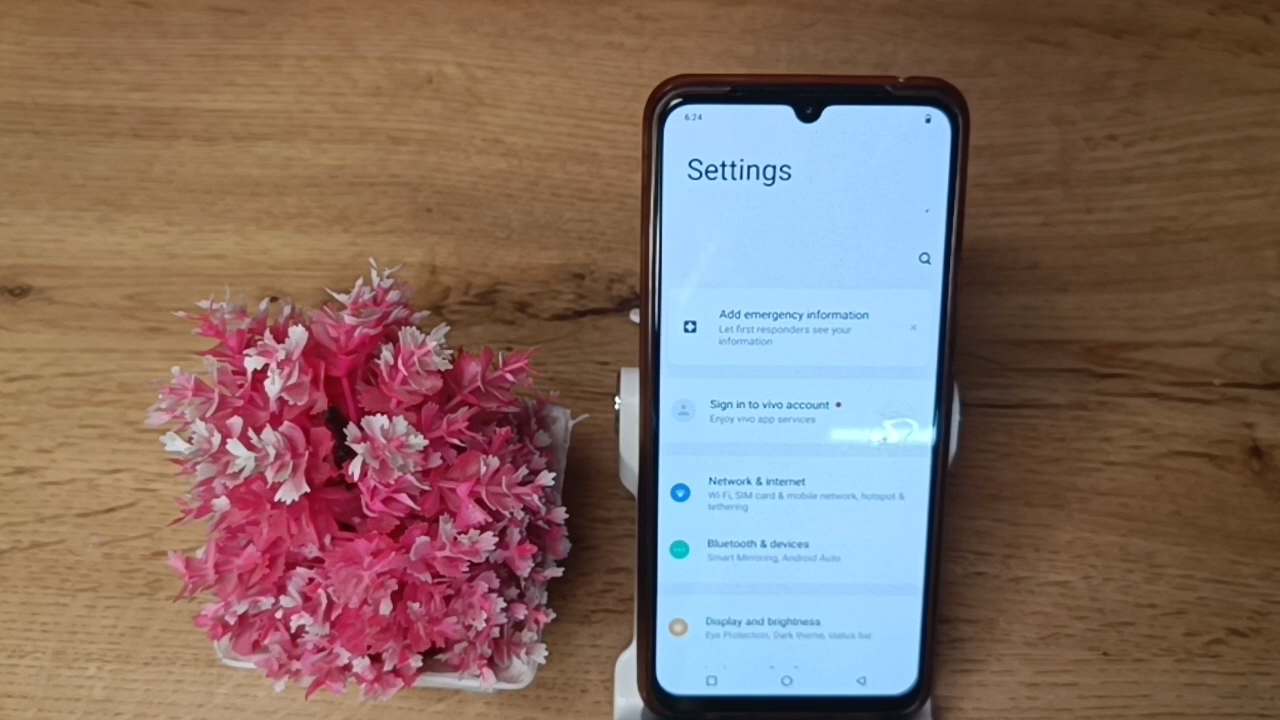 6:24
Settings
Add emergency information
Let first responders see your
information
Sign in to vivo account
Enjoy vivo app services
Network & internet
Wi-Fi, SIM card & mobile network, hotspot &
tethering
Bluetooth & devices
Smart Mirroring, Android Auto
Display and brightness
Eye Protection, Dark theme, status bar